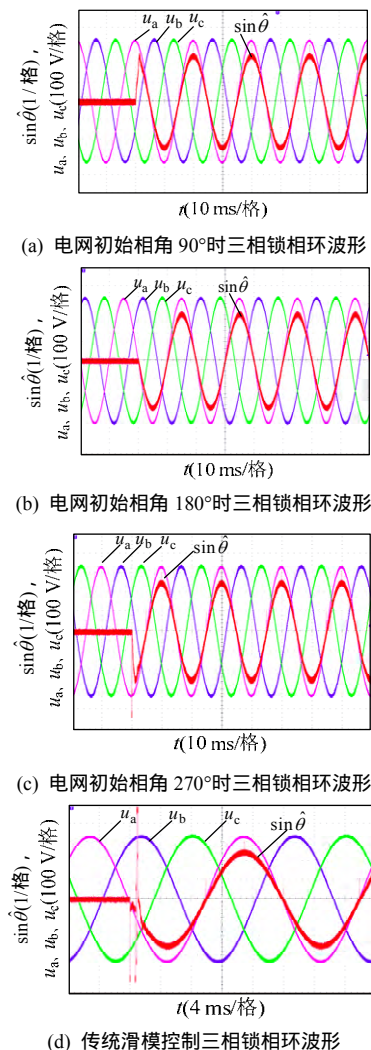 u_a u_b u_c sinθ̂
sinθ̂(1/格),
u_a, u_b, u_c(100 V/格)
t(10 ms/格)
(a) 电网初始相角 90°时三相锁相环波形
u_a u_b u_c sinθ̂
sinθ̂(1/格),
u_a, u_b, u_c(100 V/格)
t(10 ms/格)
(b) 电网初始相角 180°时三相锁相环波形
u_a u_b u_c sinθ̂
sinθ̂(1/格),
u_a, u_b, u_c(100 V/格)
t(10 ms/格)
(c) 电网初始相角 270°时三相锁相环波形
u_a u_b u_c sinθ̂
sinθ̂(1/格),
u_a, u_b, u_c(100 V/格)
t(4 ms/格)
(d) 传统滑模控制三相锁相环波形